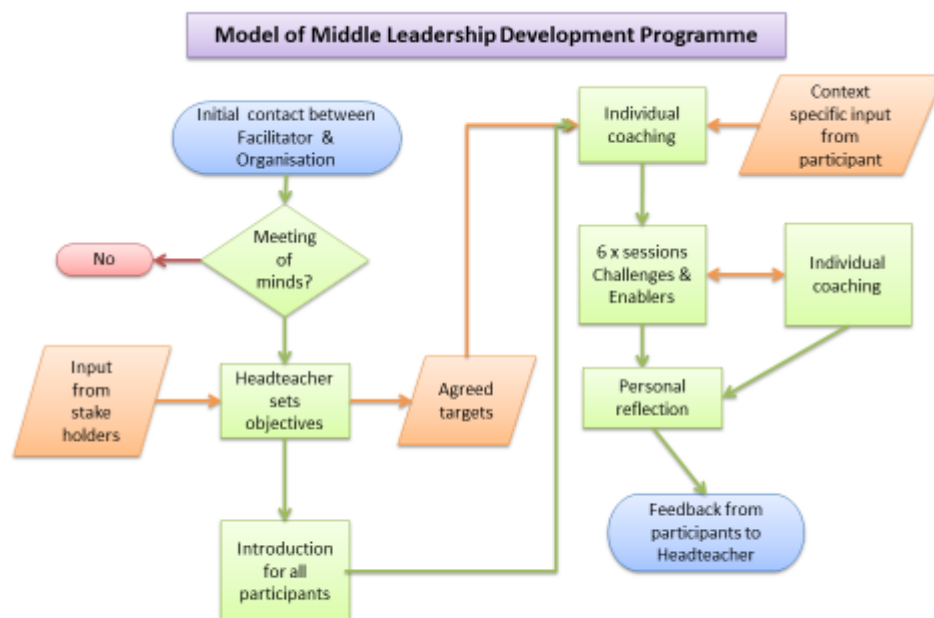 Model of Middle Leadership Development Programme
Initial contact between
Facilitator &
Organisation
Meeting
of
minds?
No
Input
from
stake
holders
Headteacher
sets
objectives
Agreed
targets
Introduction
for all
participants
Individual
coaching
Context
specific input
from
participant
6 x sessions
Challenges &
Enablers
Individual
coaching
Personal
reflection
Feedback from
participants to
Headteacher